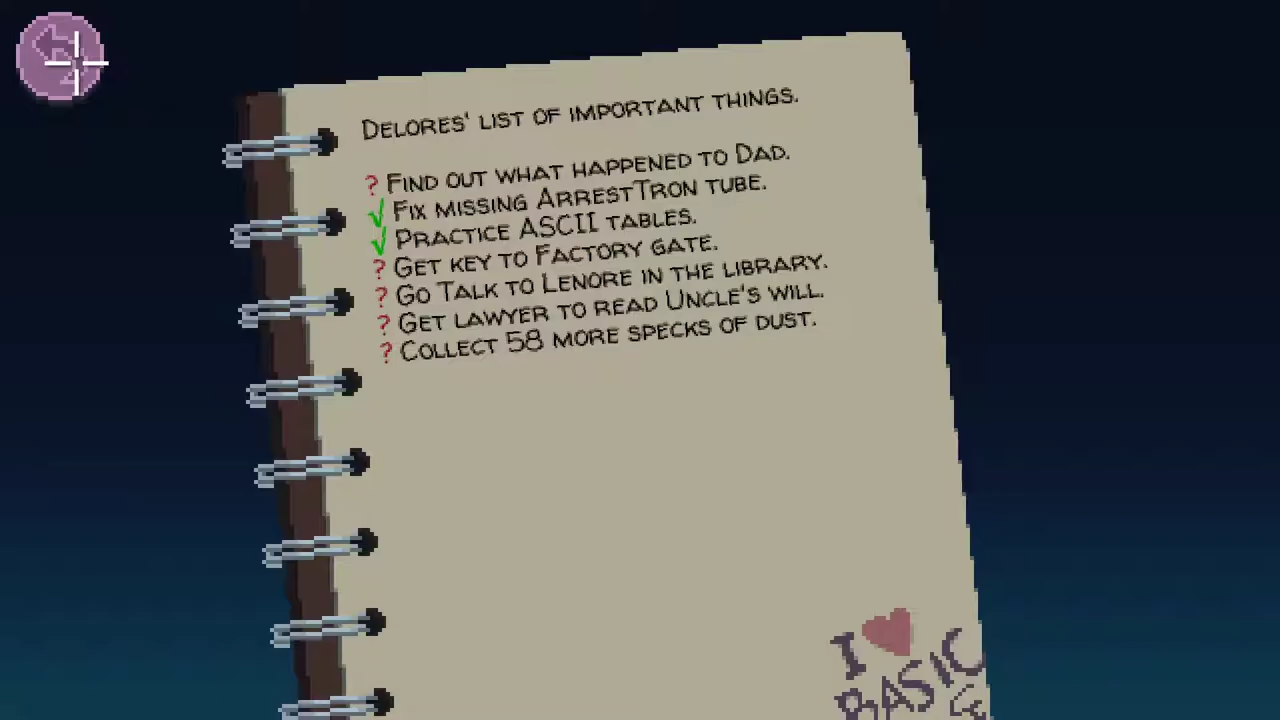 Delores' list of important things.
? Find out what happened to Dad.
√ Fix missing ArrestTron tube.
√ Practice ASCII tables.
? Get key to Factory gate.
? Go Talk to Lenore in the library.
? Get lawyer to read Uncle's will.
? Collect 58 more specks of dust.
I ♥
BASIC